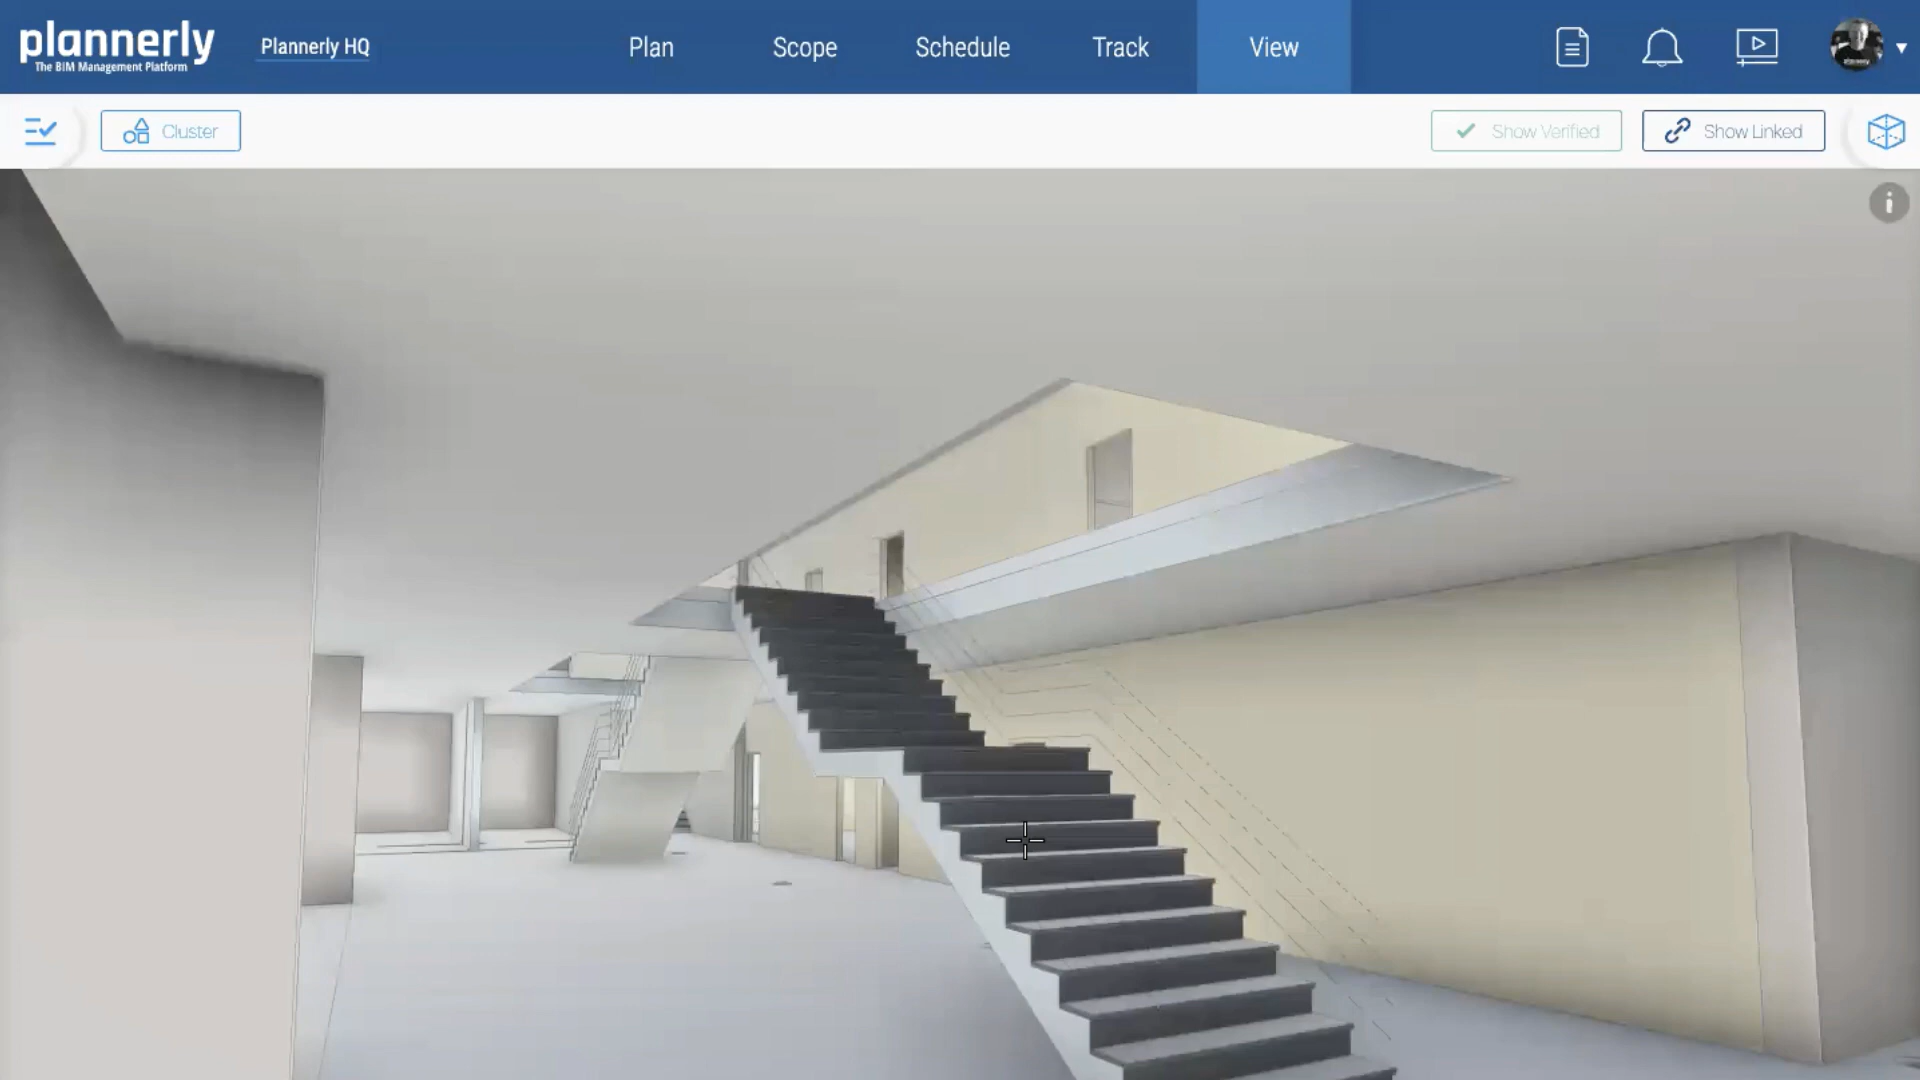 plannerly
The BIM Management Platform
Plannerly HQ
Plan
Scope
Schedule
Track
View
Cluster
Show Verified
Show Linked